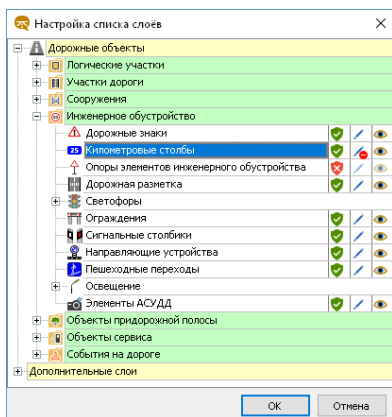 Настройка списка слоёв
Дорожные объекты
Логические участки
Участки дороги
Сооружения
Инженерное обустройство
Дорожные знаки
25 Километровые столбы
Опоры элементов инженерного обустройства
Дорожная разметка
Светофоры
Ограждения
Сигнальные столбики
Направляющие устройства
Пешеходные переходы
Освещение
Элементы АСУДД
Объекты придорожной полосы
Объекты сервиса
События на дороге
Дополнительные слои
OK Отмена